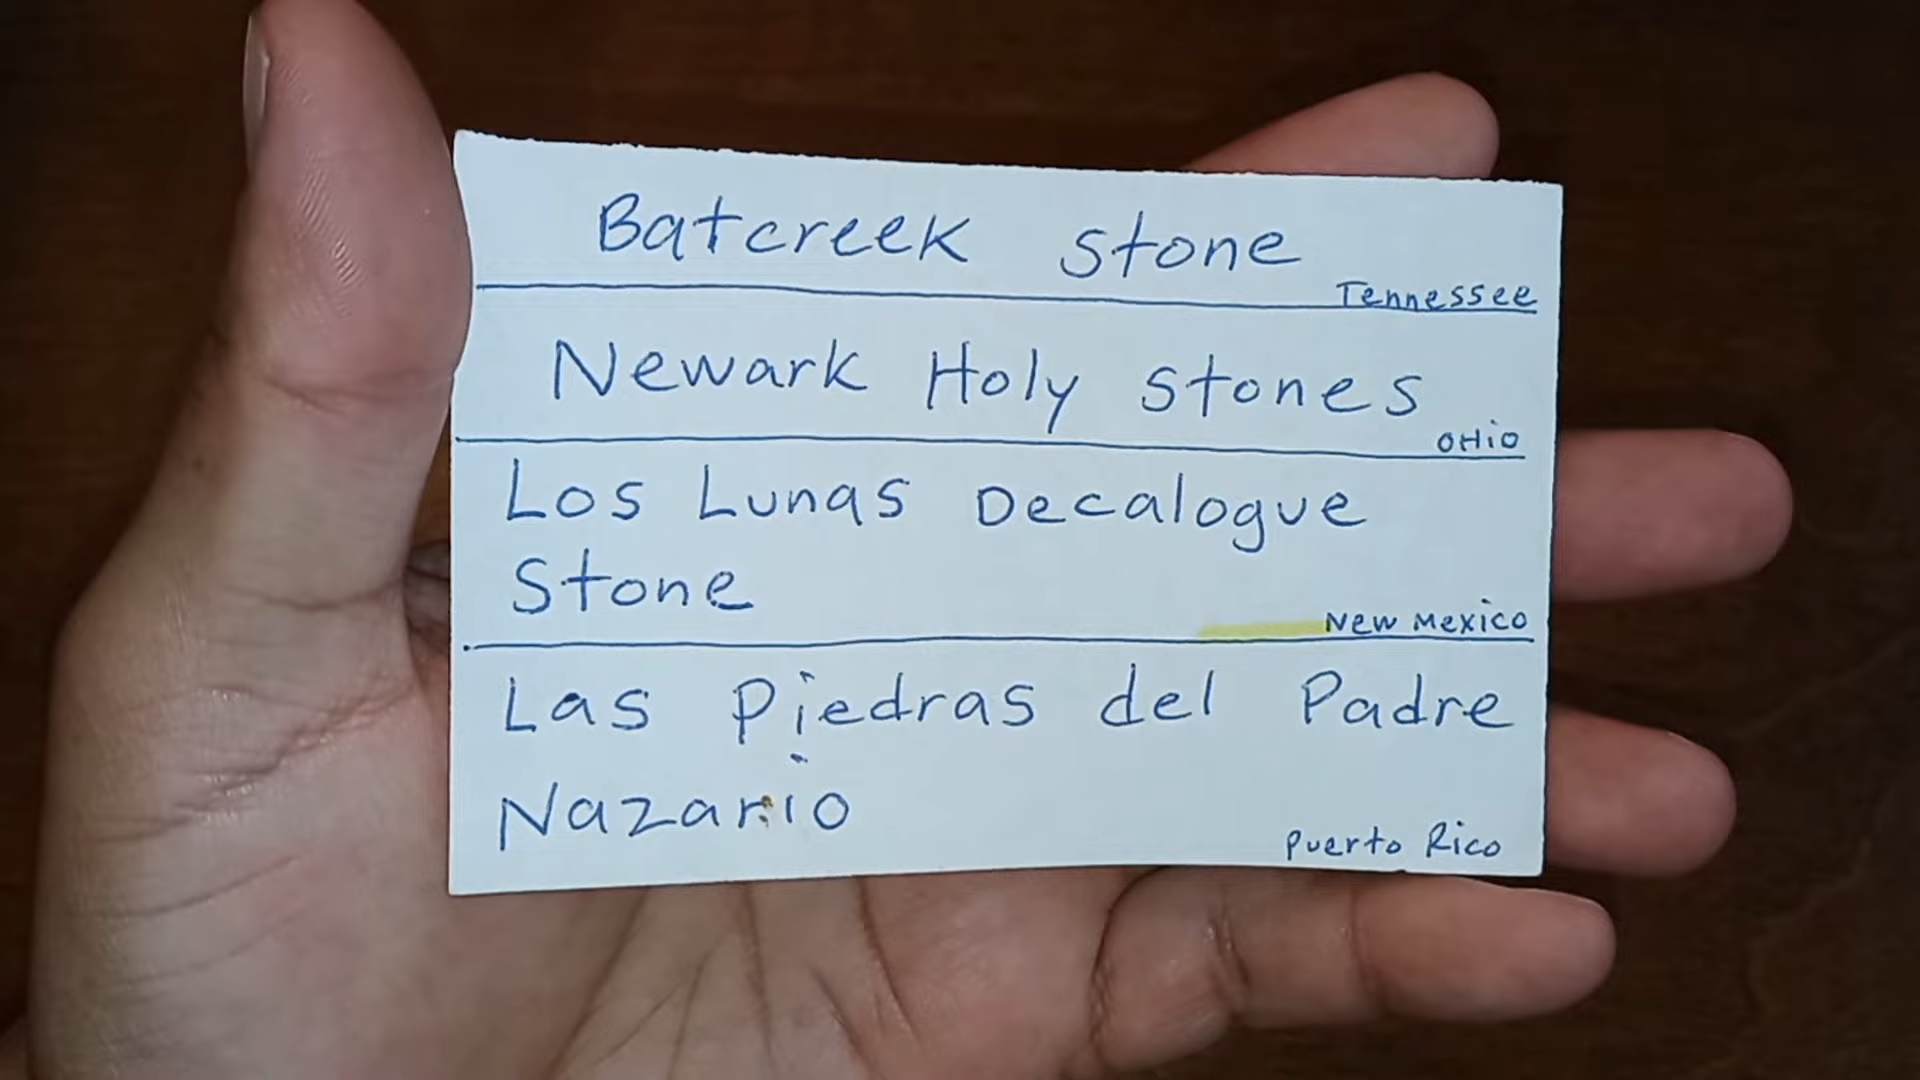 Batcreek stone
Tennessee
Newark Holy stones
OHio
Los Lunas Decalogue
Stone
New Mexico
Las Piedras del Padre
Nazario
Puerto Rico